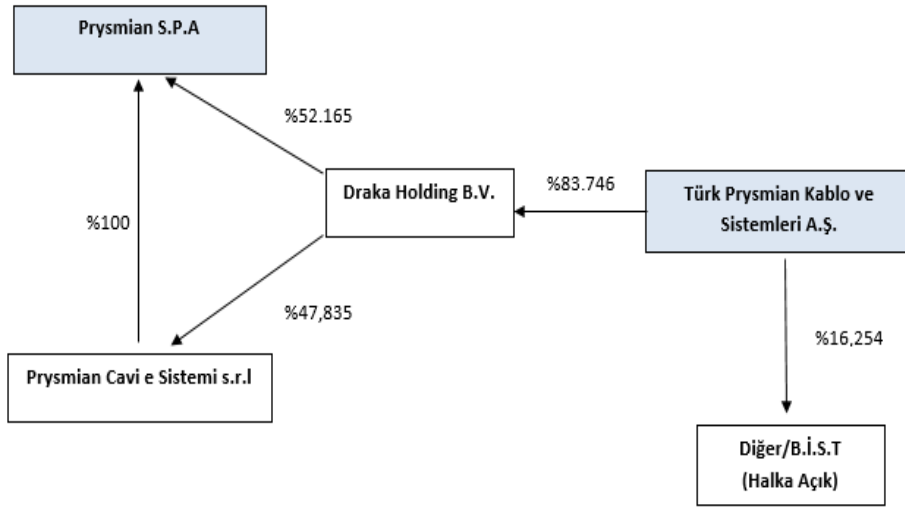 Prysmian S.P.A
%52.165
Draka Holding B.V.
%83.746
Türk Prysmian Kablo ve
Sistemleri A.Ş.
%100
%47,835
%16,254
Prysmian Cavi e Sistemi s.r.l
Diğer/B.İ.S.T
(Halka Açık)